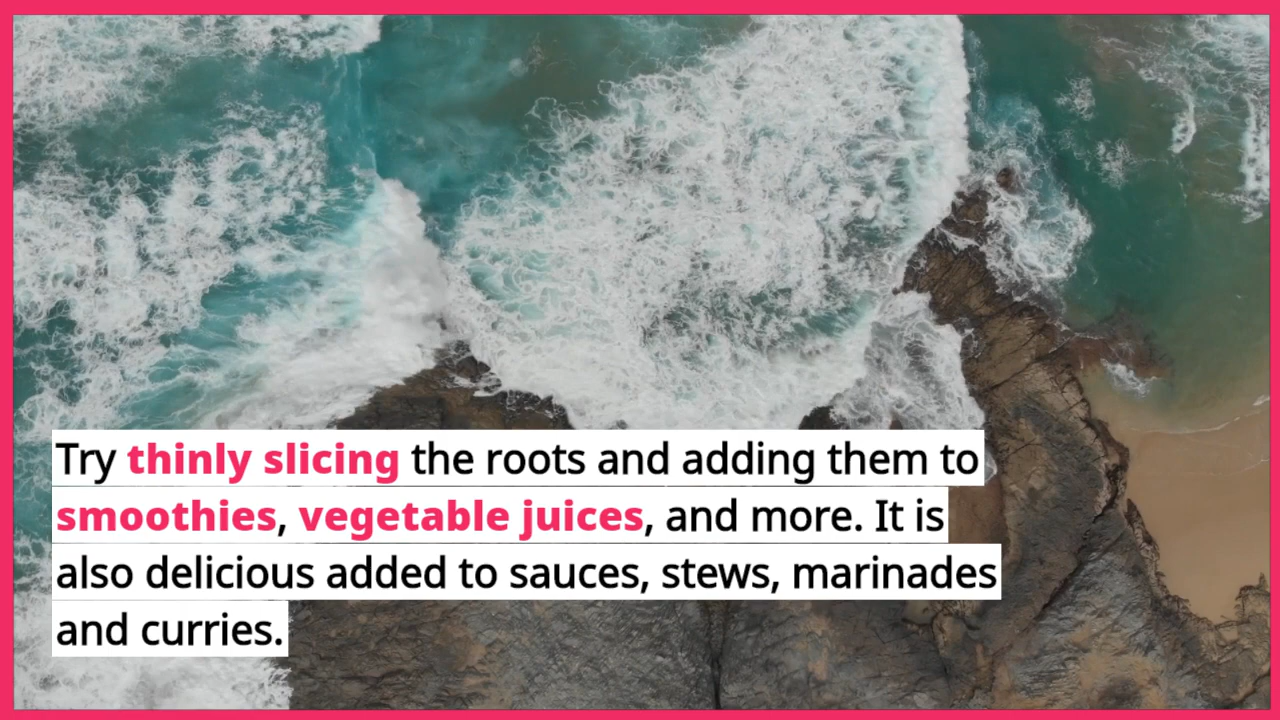 Try thinly slicing the roots and adding them to
smoothies, vegetable juices, and more. It is
also delicious added to sauces, stews, marinades
and curries.